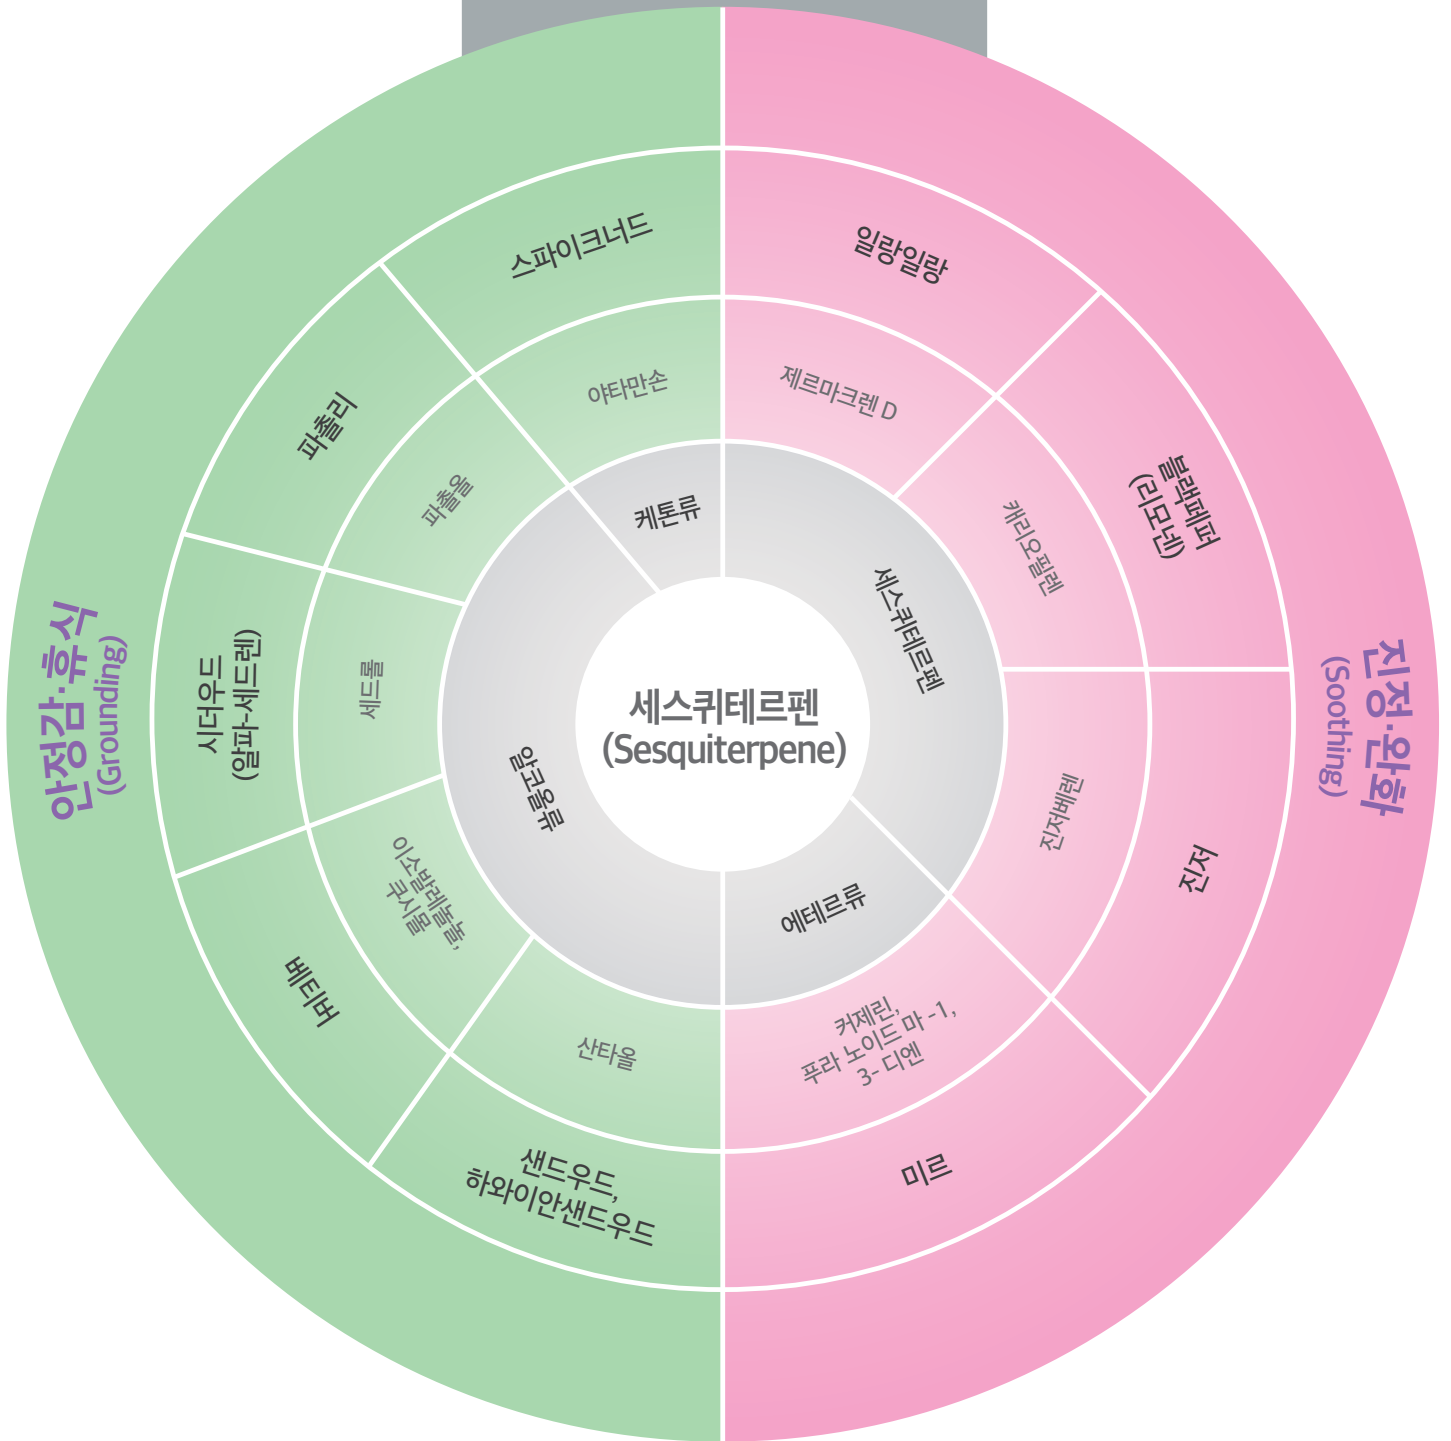 세스퀴테르펜
(Sesquiterpene)
세스퀴테르펜
에테르류
알코올류
케톤류
제르마크렌 D
캐리오필렌
진저베렌
커제린,
푸라 노이드 마 -1,
3- 디엔
산타올
이소발레놀놀,
쿠시몰
세드롤
파촐올
야타만손
일랑일랑
블랙페퍼
(리모넨)
진저
미르
샌드우드,
하와이안샌드우드
베티버
시더우드
(알파-세드렌)
파촐리
스파이크너드
진정·완화
(Soothing)
안정감·휴식
(Grounding)